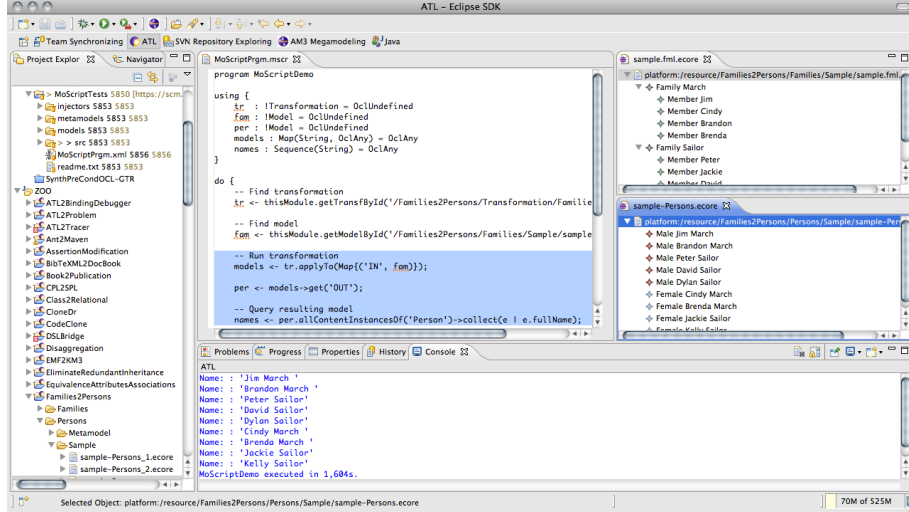 ATL - Eclipse SDK
Team Synchronizing ATL SVN Repository Exploring AM3 Megamodeling Java
Project Explor Navigator
> MoScriptTests 5850 [https://scm.
injectors 5853 5853
metamodels 5853 5853
models 5853 5853
> > src 5853 5853
MoScriptPrgm.xml 5856 5856
readme.txt 5853 5853
SynthPreCondOCL-GTR
ZOO
ATL2BindingDebugger
ATL2Problem
ATL2Tracer
Ant2Maven
AssertionModification
BibTeXML2DocBook
Book2Publication
CPL2SPL
Class2Relational
CloneDr
CodeClone
DSLBridge
Disaggregation
EMF2KM3
EliminateRedundantInheritance
EquivalenceAttributesAssociations
Families2Persons
Families
Persons
Metamodel
Sample
sample-Persons_1.ecore
sample-Persons_2.ecore
MoScriptPrgm.mscr
program MoScriptDemo
using {
tr : !Transformation = OclUndefined
fam : !Model = OclUndefined
per : !Model = OclUndefined
models : Map(String, OclAny) = OclAny
names : Sequence(String) = OclAny
}
do {
-- Find transformation
tr <- thisModule.getTransfById('/Families2Persons/Transformation/Familie
-- Find model
fam <- thisModule.getModelById('/Families2Persons/Families/Sample/sample
-- Run transformation
models <- tr.applyTo(Map{('IN', fam)});
per <- models->get('OUT');
-- Query resulting model
names <- per.allContentInstancesOf('Person')->collect(e | e.fullName);
sample.fml.ecore
platform:/resource/Families2Persons/Families/Sample/sample.fml.
Family March
Member Jim
Member Cindy
Member Brandon
Member Brenda
Family Sailor
Member Peter
Member Jackie
Member David
sample-Persons.ecore
platform:/resource/Families2Persons/Persons/Sample/sample-Per
Male Jim March
Male Brandon March
Male Peter Sailor
Male David Sailor
Male Dylan Sailor
Female Cindy March
Female Brenda March
Female Jackie Sailor
Female Kelly Sailor
Problems Progress Properties History Console
ATL
Name: : 'Jim March '
Name: : 'Brandon March '
Name: : 'Peter Sailor'
Name: : 'David Sailor'
Name: : 'Dylan Sailor'
Name: : 'Cindy March '
Name: : 'Brenda March '
Name: : 'Jackie Sailor'
Name: : 'Kelly Sailor'
MoScriptDemo executed in 1,604s.
Selected Object: platform:/resource/Families2Persons/Persons/Sample/sample-Persons.ecore
70M of 525M